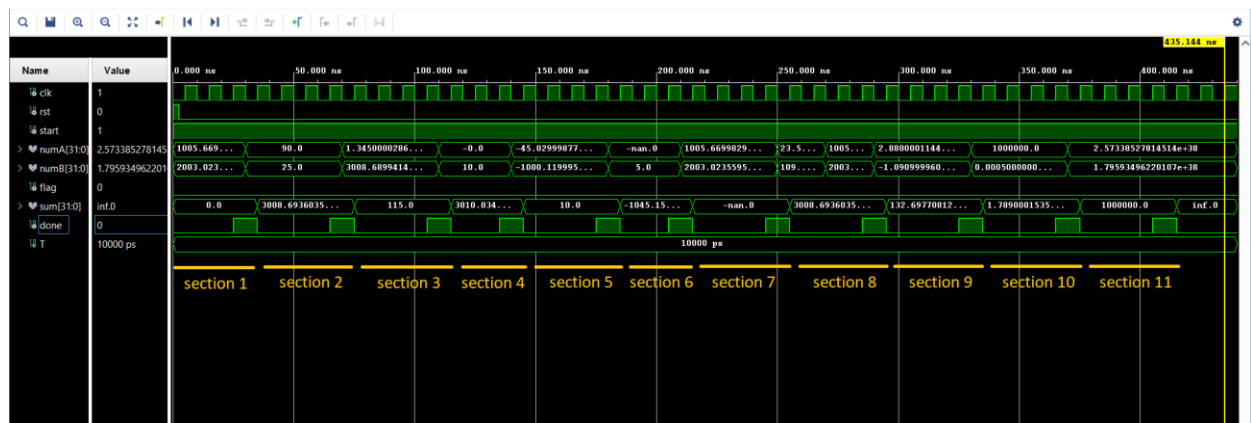 435.144 ns
Name Value 0.000 ns 50.000 ns 100.000 ns 150.000 ns 200.000 ns 250.000 ns 300.000 ns 350.000 ns 400.000 ns
clk 1
rst 0
start 1
numA[31:0] 2.573385278145 1005.669... 90.0 1.3450000286... -0.0 -45.02999877... -nan.0 1005.6699829... 23.5... 1005... 2.8800001144... 1000000.0 2.57338527814514e+38
numB[31:0] 1.795934962201 2003.023... 25.0 3008.6899414... 10.0 -1000.119995... 5.0 2003.0235595... 109.... 2003... -1.090999960... 0.0005000000... 1.79593496220107e+38
flag 0
sum[31:0] inf.0 0.0 3008.6936035... 115.0 3010.034... 10.0 -1045.15... -nan.0 3008.6936035... 132.69770812... 1.7890001535... 1000000.0 inf.0
done 0
T 10000 ps 10000 ps
section 1 section 2 section 3 section 4 section 5 section 6 section 7 section 8 section 9 section 10 section 11